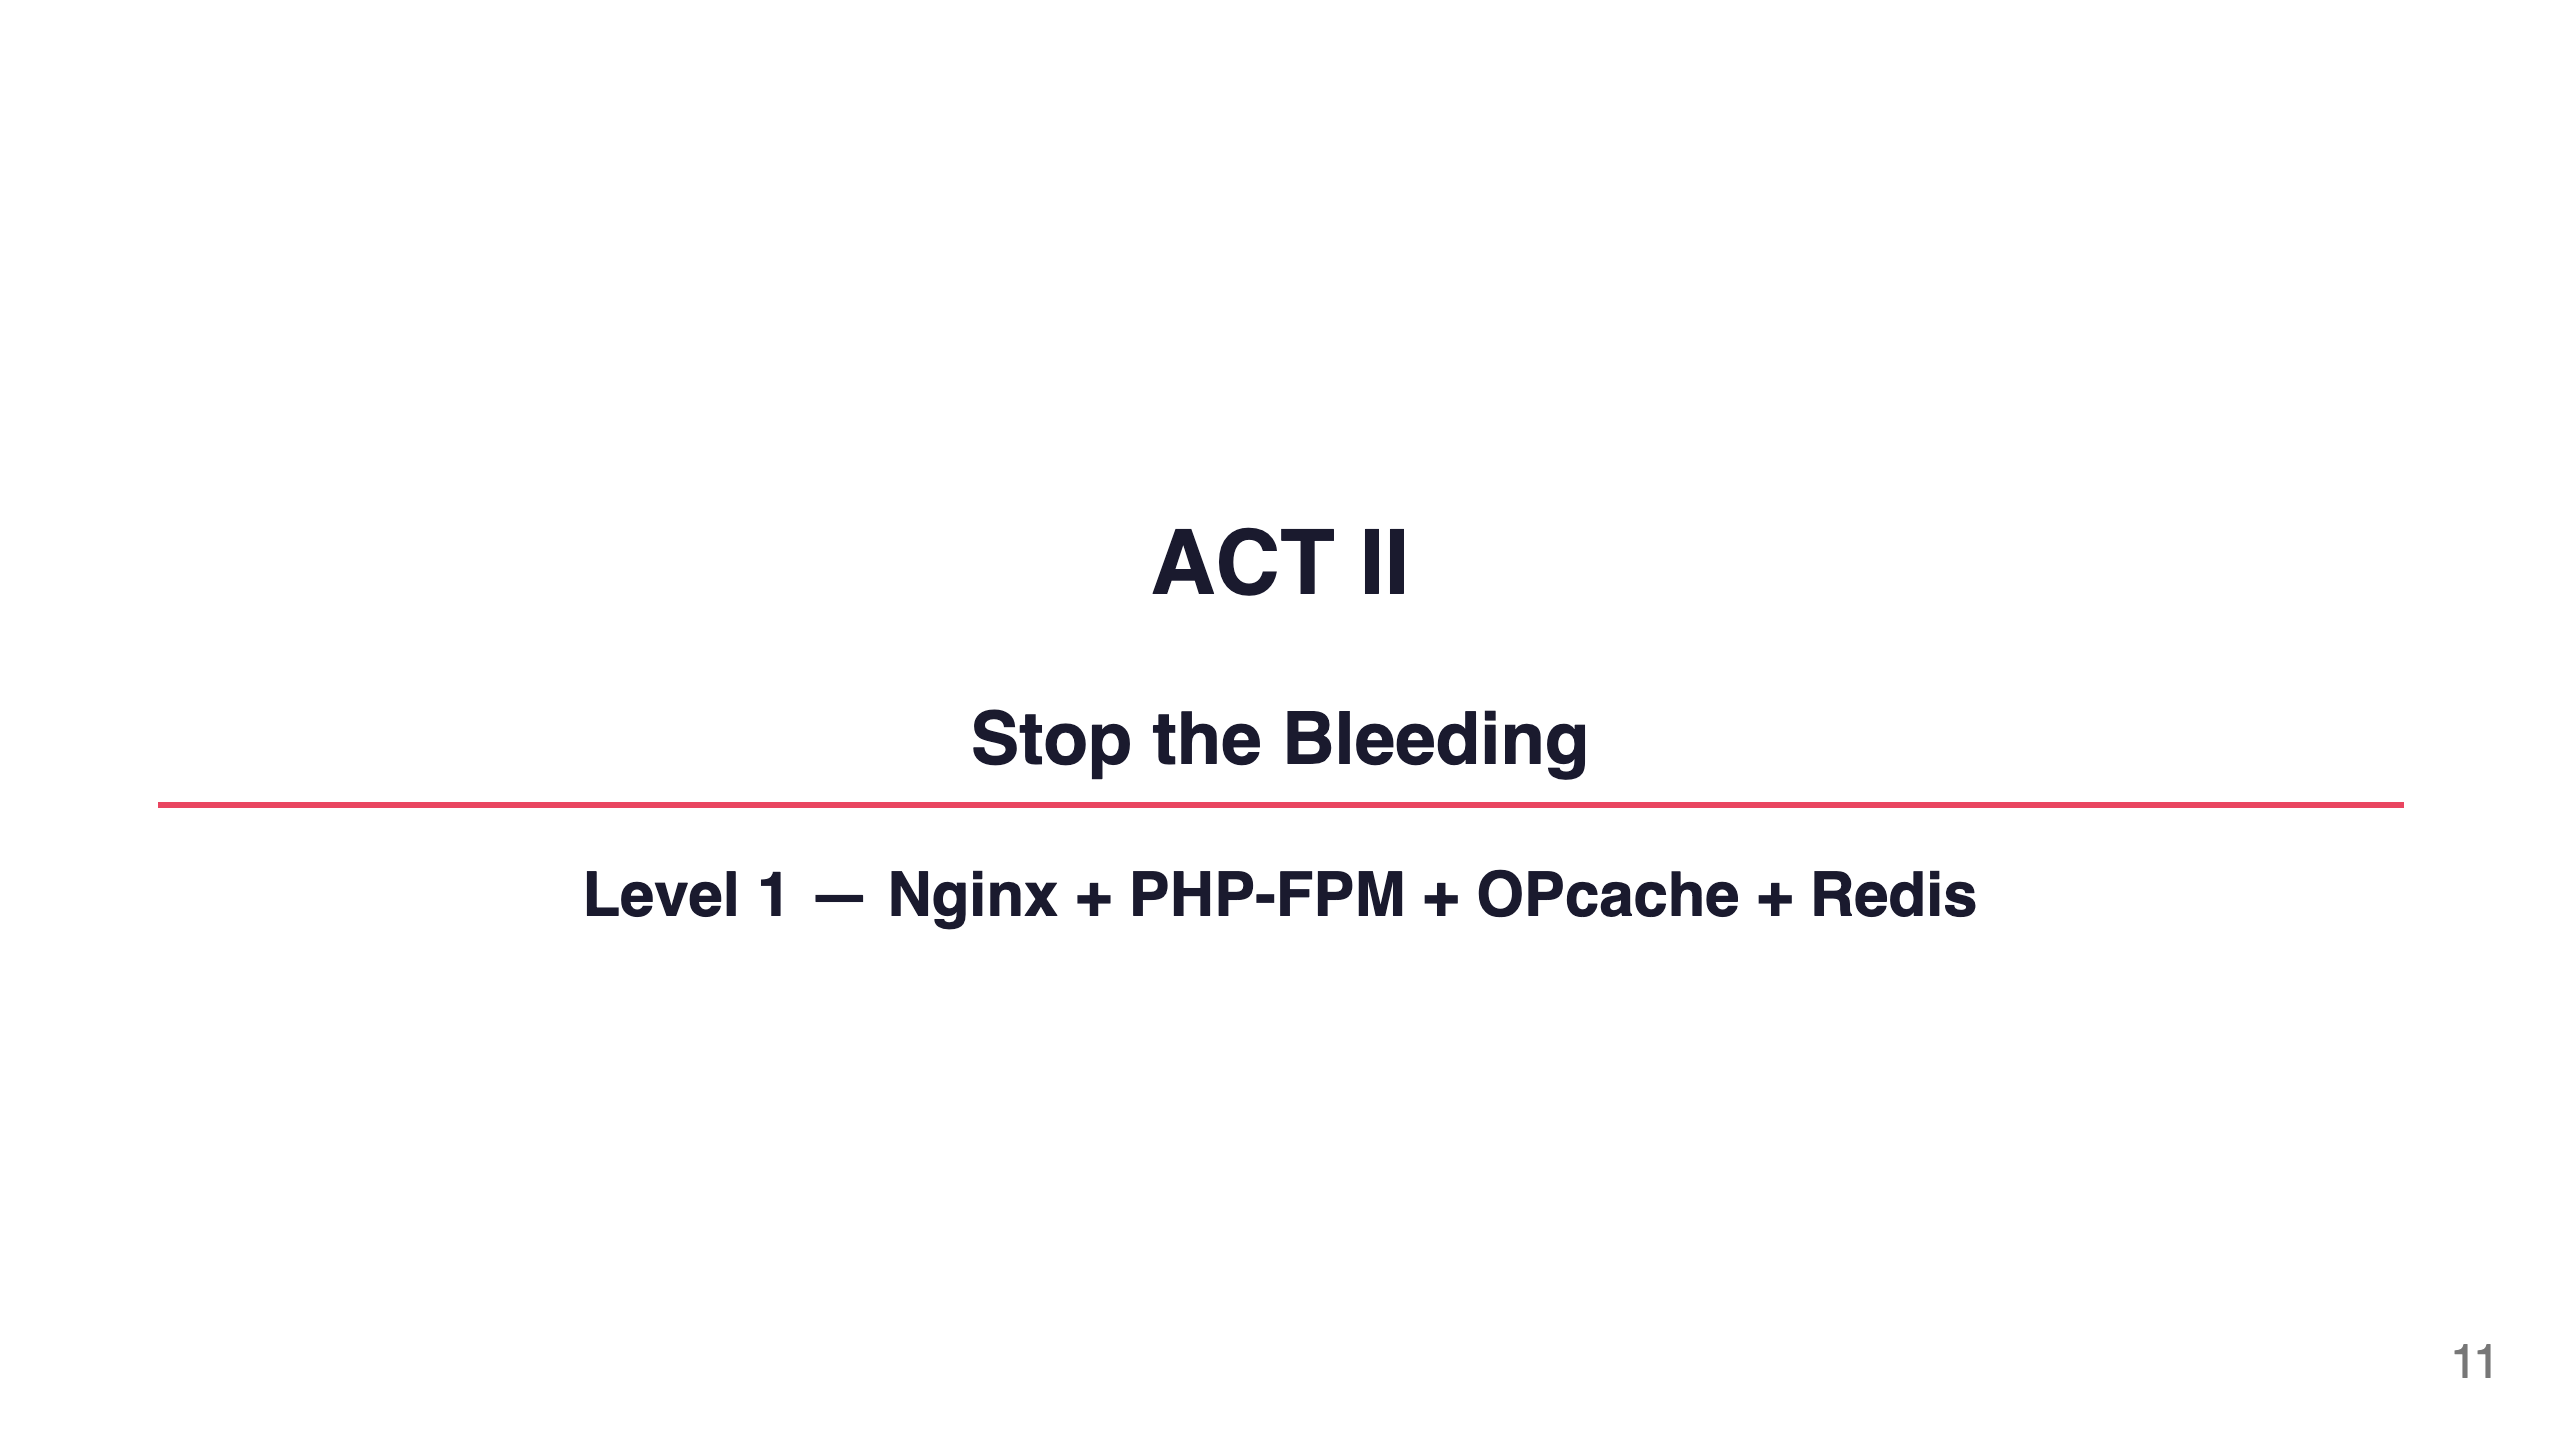 ACT II
Stop the Bleeding
Level 1 — Nginx + PHP-FPM + OPcache + Redis
11